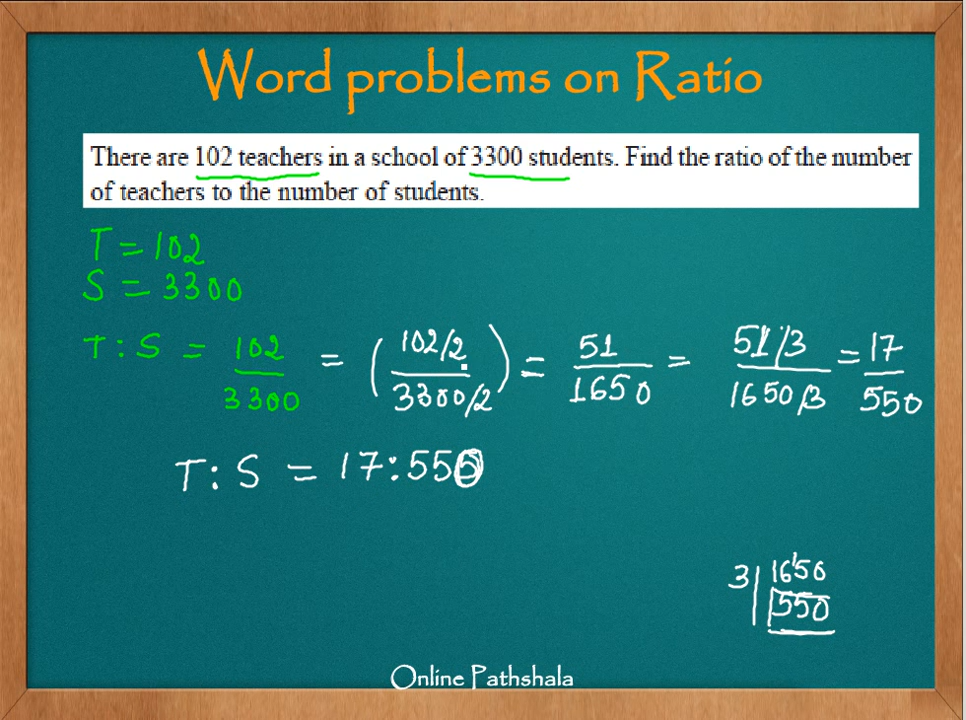 Word problems on Ratio
There are 102 teachers in a school of 3300 students. Find the ratio of the number
of teachers to the number of students.
T = 102
S = 3300
T : S = 102/3300 = (102/2 / 3300/2) = 51/1650 = 51/3 / 1650/3 = 17/550
T : S = 17:550
3 | 1650
550
Online Pathshala